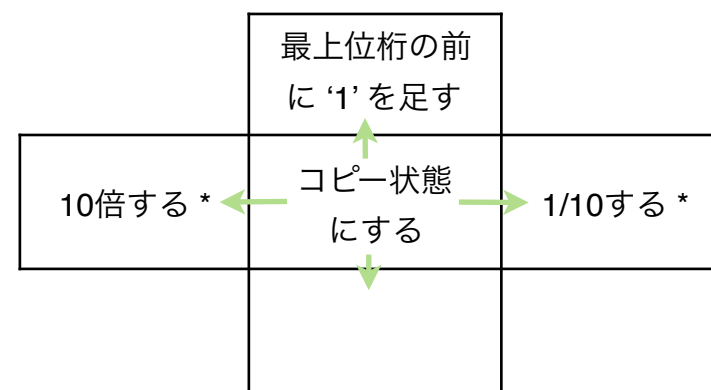 最上位桁の前
に ‘1’ を足す
10倍する *
コピー状態
にする
1/10する *